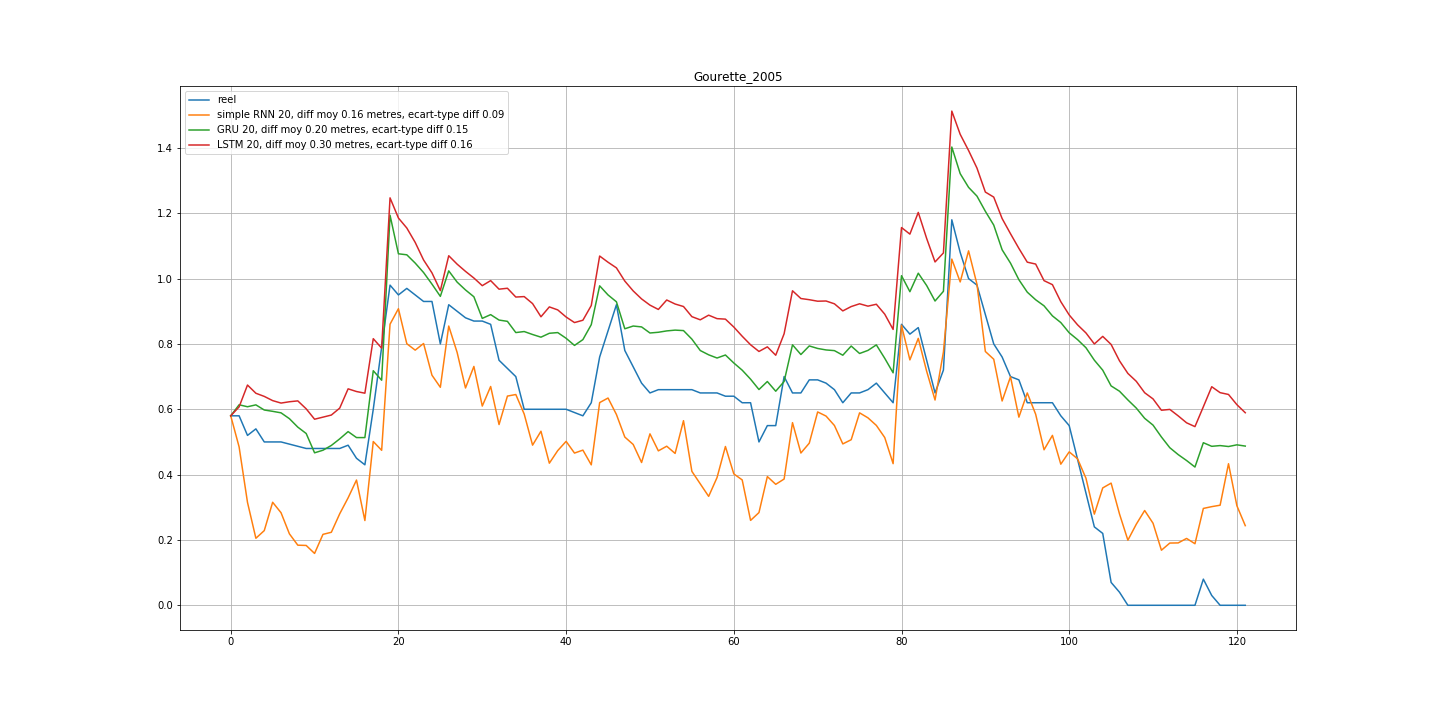 Gourette_2005
reel
simple RNN 20, diff moy 0.16 metres, ecart-type diff 0.09
GRU 20, diff moy 0.20 metres, ecart-type diff 0.15
LSTM 20, diff moy 0.30 metres, ecart-type diff 0.16
1.4
1.2
1.0
0.8
0.6
0.4
0.2
0.0
0 20 40 60 80 100 120